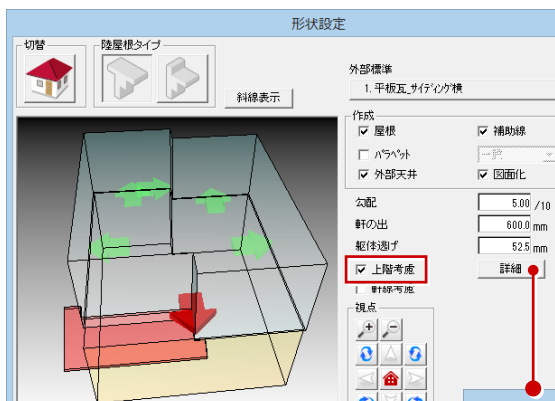 形状設定
切替
陸屋根タイプ
斜線表示
外部標準
1. 平板瓦_サイディング横
作成
屋根
補助線
パラペット
一般
外部天井
図面化
勾配
5.00 /10
軒の出
600.0 mm
躯体逃げ
52.5 mm
上階考慮
詳細
軒線考慮
視点